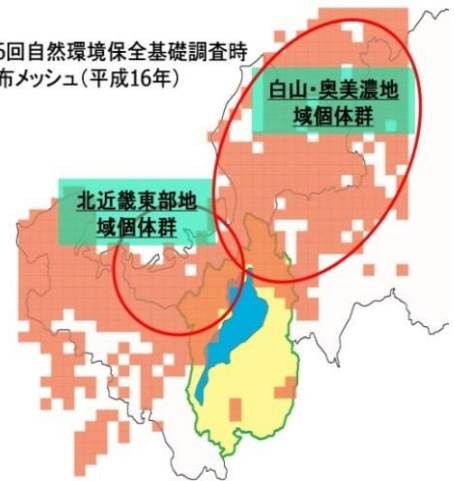 6回自然環境保全基礎調査時
布メッシュ(平成16年)
白山・奥美濃地
域個体群
北近畿東部地
域個体群